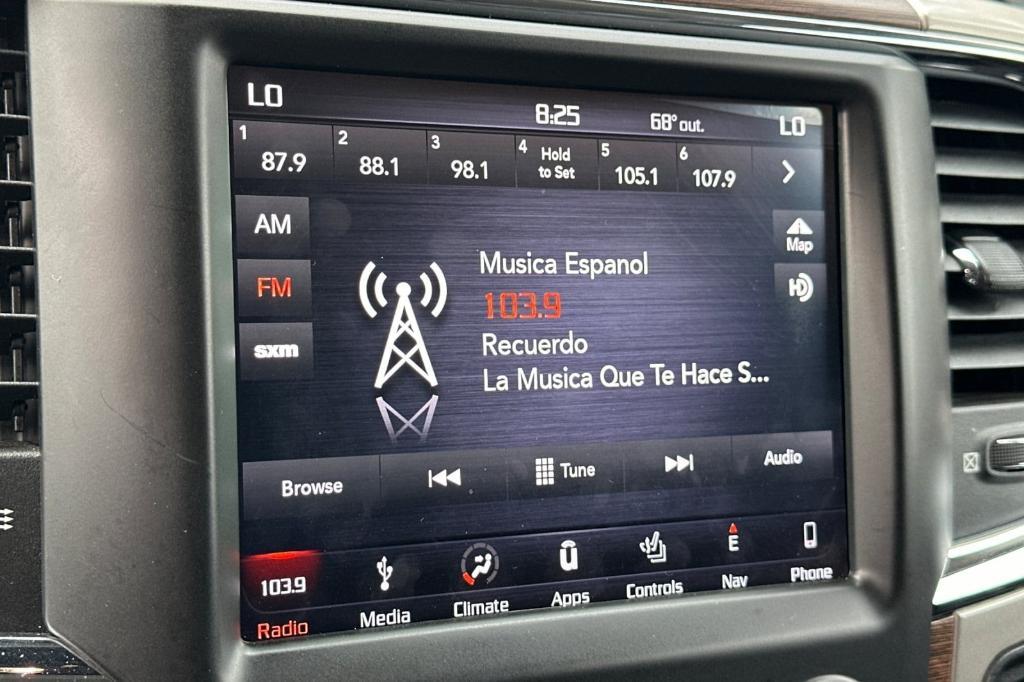 LO 8:25 68° out. LO
1 87.9 2 88.1 3 98.1 4 Hold to Set 5 105.1 6 107.9
AM
Map
FM
HD
sxm
Musica Espanol
103.9
Recuerdo
La Musica Que Te Hace S...
Browse Tune Audio
103.9 E
Radio Media Climate Apps Controls Nav Phone